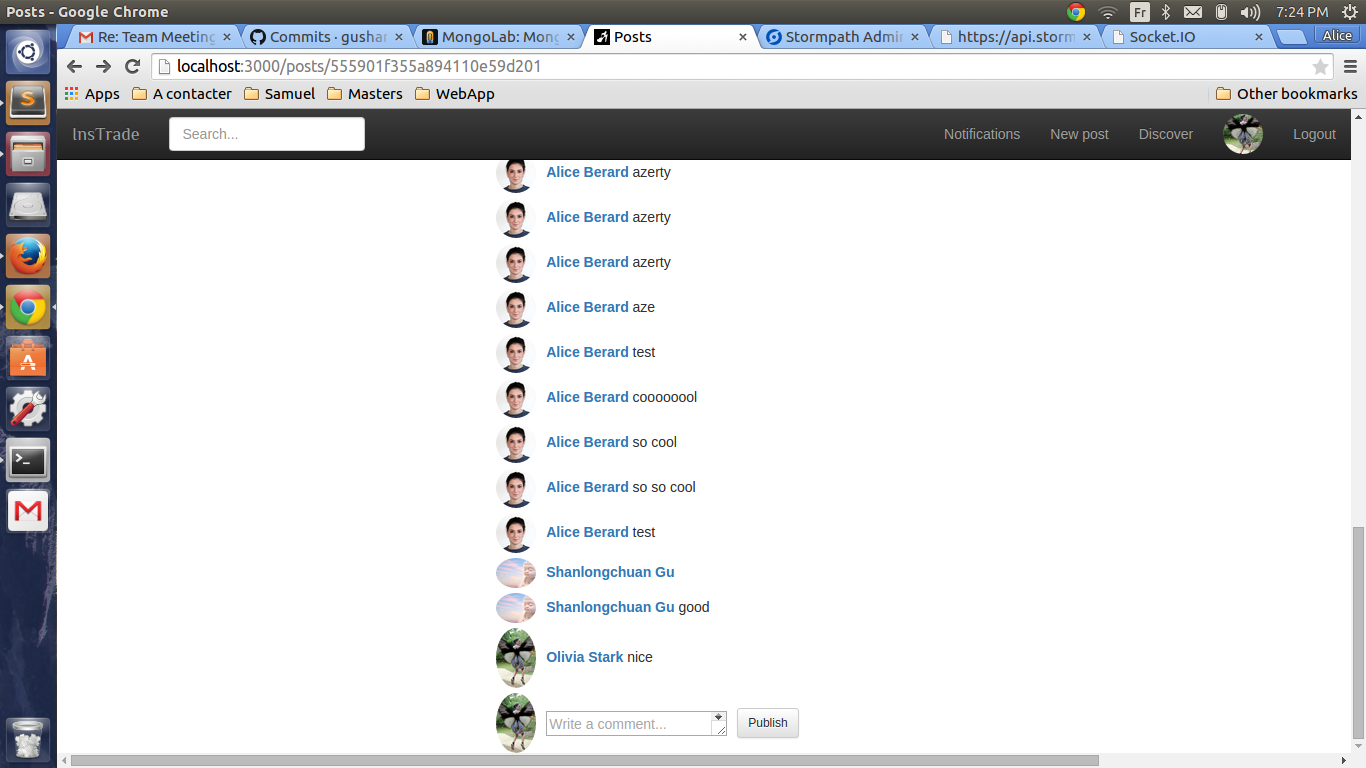 Posts - Google Chrome
Fr
7:24 PM
Re: Team Meeting
Commits · gushan
MongoLab: Mong
Posts
Stormpath Admin
https://api.storm
Socket.IO
Alice
localhost:3000/posts/555901f355a894110e59d201
Apps
A contacter
Samuel
Masters
WebApp
Other bookmarks
InsTrade
Search...
Notifications
New post
Discover
Logout
Alice Berard azerty
Alice Berard azerty
Alice Berard azerty
Alice Berard aze
Alice Berard test
Alice Berard coooooool
Alice Berard so cool
Alice Berard so so cool
Alice Berard test
Shanlongchuan Gu
Shanlongchuan Gu good
Olivia Stark nice
Write a comment...
Publish